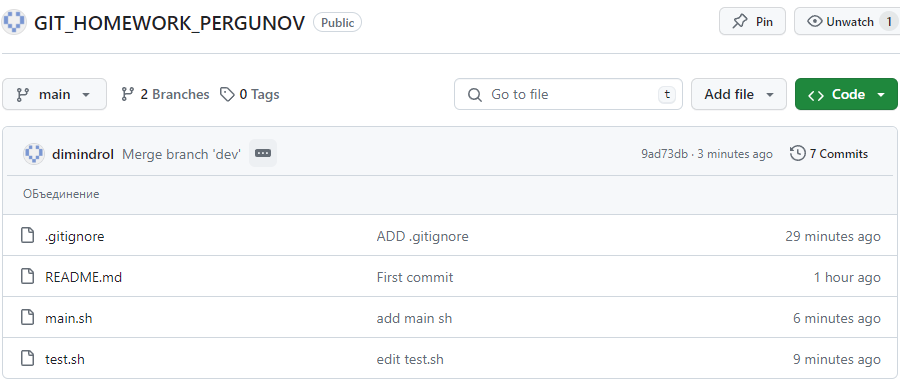 GIT_HOMEWORK_PERGUNOV Public Pin Unwatch 1
main 2 Branches 0 Tags Go to file t Add file Code
dimindrol Merge branch 'dev' 9ad73db · 3 minutes ago 7 Commits
ОБъединение
.gitignore ADD .gitignore 29 minutes ago
README.md First commit 1 hour ago
main.sh add main sh 6 minutes ago
test.sh edit test.sh 9 minutes ago